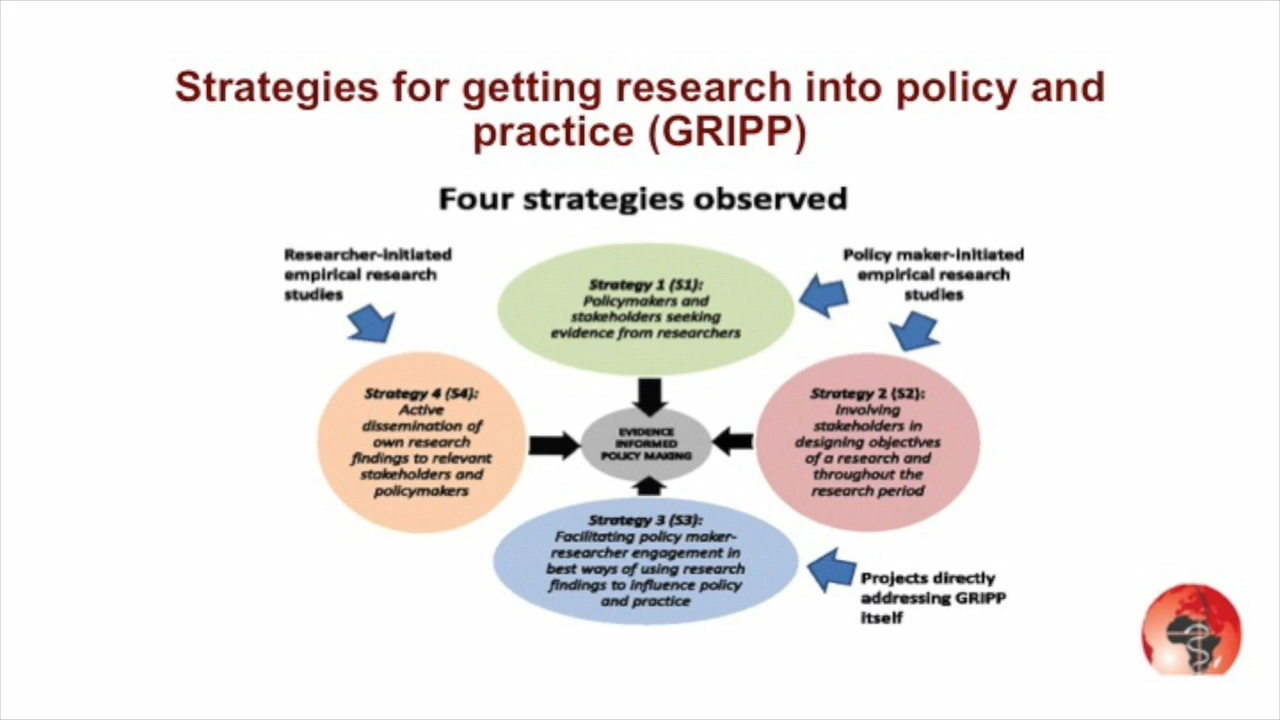 Strategies for getting research into policy and
practice (GRIPP)
Four strategies observed
Researcher-initiated
empirical research
studies
Policy maker-initiated
empirical research
studies
Strategy 1 (S1):
Policymakers and
stakeholders seeking
evidence from researchers
Strategy 4 (S4):
Active
dissemination of
own research
findings to relevant
stakeholders and
policymakers
EVIDENCE
INFORMED
POLICY MAKING
Strategy 2 (S2):
Involving
stakeholders in
designing objectives
of a research and
throughout the
research period
Strategy 3 (S3):
Facilitating policy maker-
researcher engagement in
best ways of using research
findings to influence policy
and practice
Projects directly
addressing GRIPP
itself